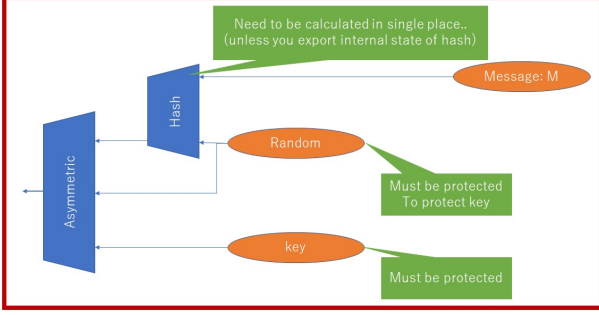 Need to be calculated in single place..
(unless you export internal state of hash)
Message: M
Hash
Random
Asymmetric
Must be protected
To protect key
key
Must be protected